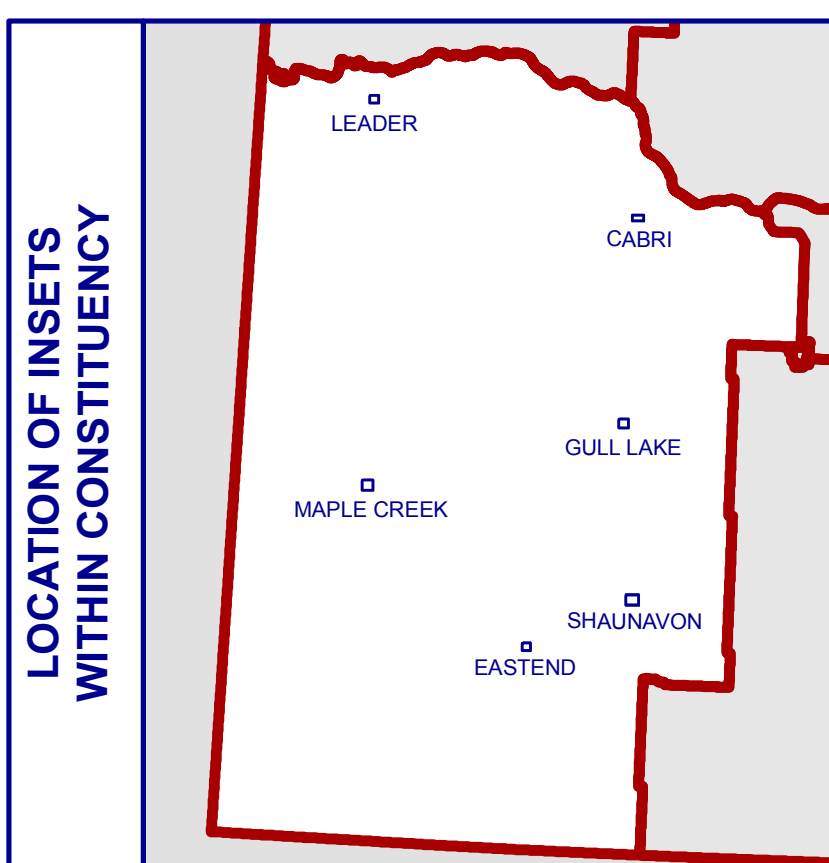 LOCATION OF INSETS
WITHIN CONSTITUENCY
LEADER
CABRI
GULL LAKE
MAPLE CREEK
SHAUNAVON
EASTEND